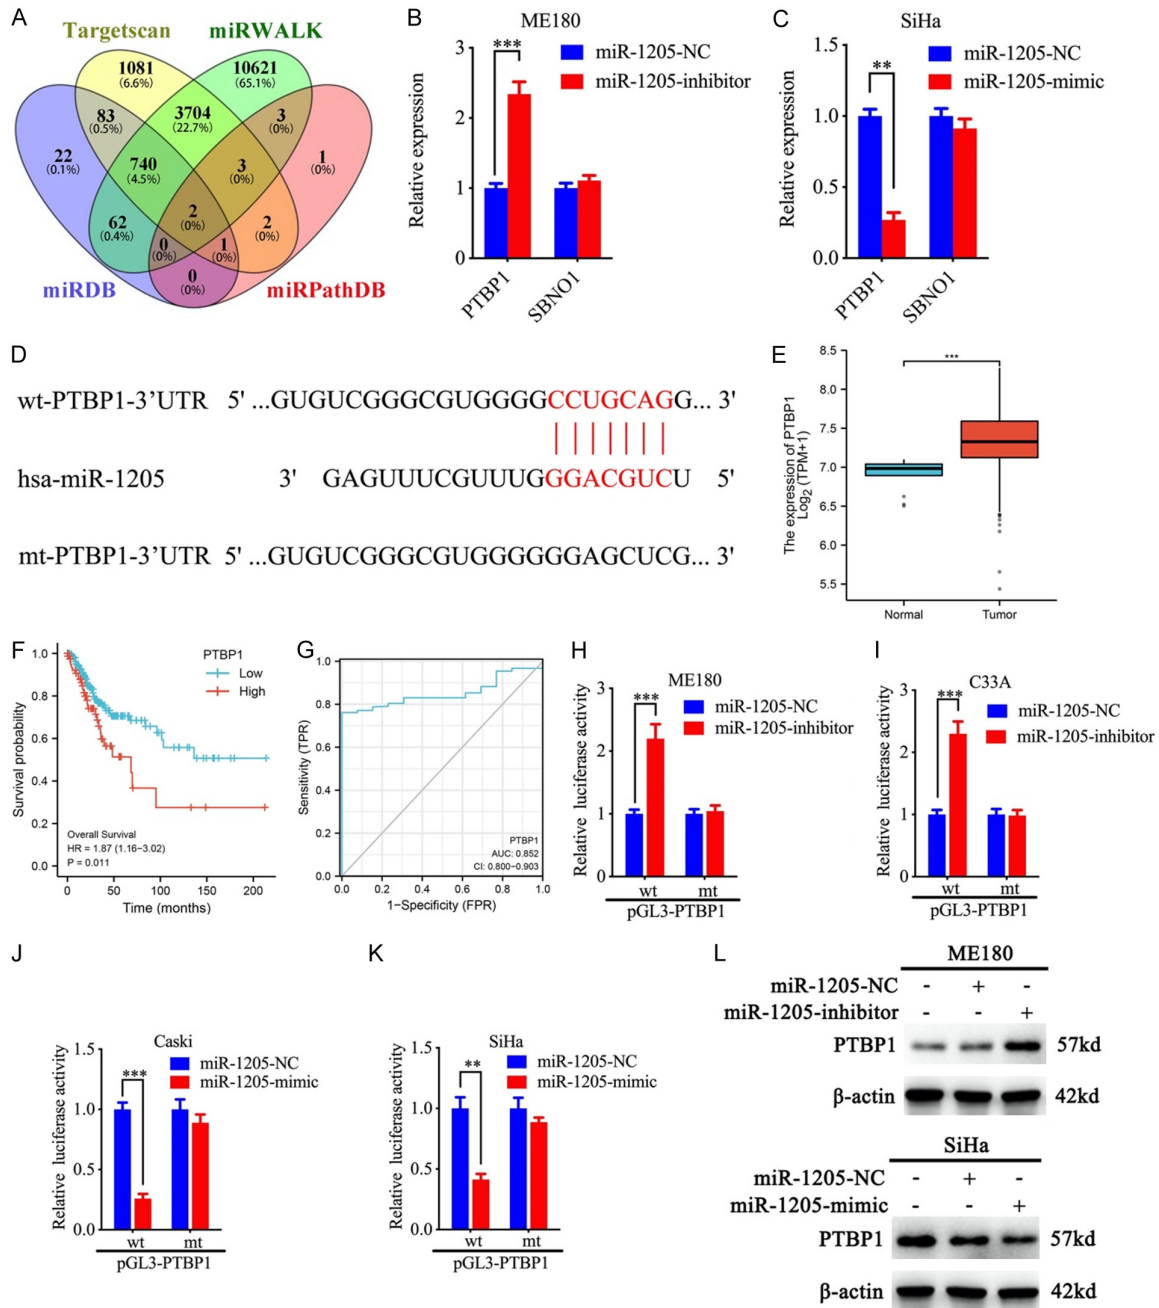 A
Targetscan
miRWALK
1081
(6.6%)
10621
(65.1%)
83
(0.5%)
3704
(22.7%)
3
(0%)
22
(0.1%)
740
(4.5%)
3
(0%)
1
(0%)
62
(0.4%)
2
(0%)
2
(0%)
0
(0%)
1
(0%)
0
(0%)
miRDB
miRPathDB
B
ME180
miR-1205-NC
miR-1205-inhibitor
***
Relative expression
3
2
1
0
PTBP1
SBNO1
C
SiHa
miR-1205-NC
miR-1205-mimic
**
Relative expression
1.5
1.0
0.5
0.0
PTBP1
SBNO1
D
wt-PTBP1-3'UTR 5' ...GUGUCGGGCGUGGGGCCUGCAGG... 3'
hsa-miR-1205 3' GAGUUUCGUUUGGGACGUCU 5'
mt-PTBP1-3'UTR 5' ...GUGUCGGGCGUGGGGGGAGCUCG... 3'
E
The expression of PTBP1
Log2 (TPM+1)
8.5
8.0
7.5
7.0
6.5
6.0
5.5
***
Normal
Tumor
F
Survival probability
1.0
0.8
0.6
0.4
0.2
0.0
PTBP1
Low
High
Overall Survival
HR = 1.87 (1.16−3.02)
P = 0.011
0 50 100 150 200
Time (months)
G
Sensitivity (TPR)
1.0
0.8
0.6
0.4
0.2
0.0
PTBP1
AUC: 0.852
CI: 0.800−0.903
0.0 0.2 0.4 0.6 0.8 1.0
1−Specificity (FPR)
H
ME180
miR-1205-NC
miR-1205-inhibitor
***
Relative luciferase activity
3
2
1
0
wt mt
pGL3-PTBP1
I
C33A
miR-1205-NC
miR-1205-inhibitor
***
Relative luciferase activity
3
2
1
0
wt mt
pGL3-PTBP1
J
Caski
miR-1205-NC
miR-1205-mimic
***
Relative luciferase activity
1.5
1.0
0.5
0.0
wt mt
pGL3-PTBP1
K
SiHa
miR-1205-NC
miR-1205-mimic
**
Relative luciferase activity
1.5
1.0
0.5
0.0
wt mt
pGL3-PTBP1
L
ME180
miR-1205-NC - + -
miR-1205-inhibitor - - +
PTBP1 57kd
β-actin 42kd
SiHa
miR-1205-NC - + -
miR-1205-mimic - - +
PTBP1 57kd
β-actin 42kd